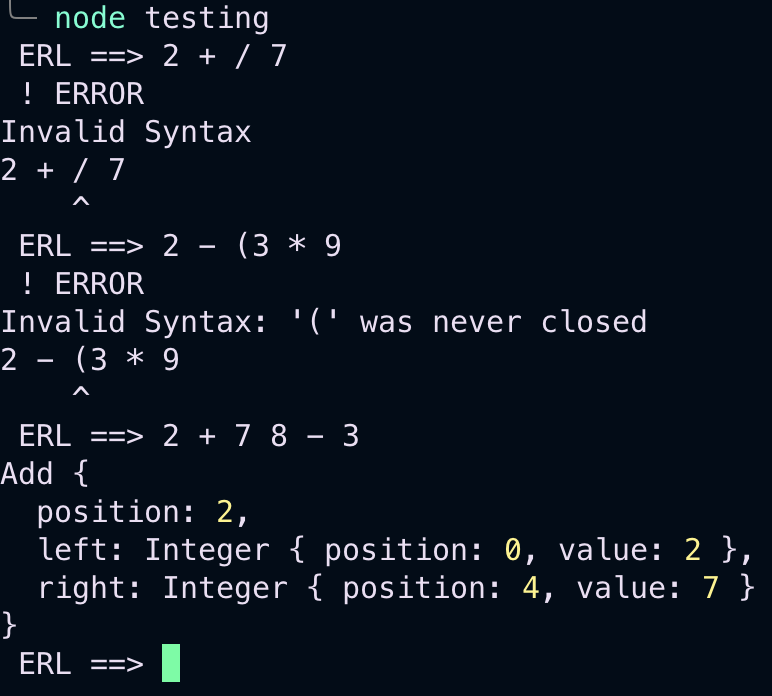 node testing
ERL ==> 2 + / 7
! ERROR
Invalid Syntax
2 + / 7
    ^
ERL ==> 2 - (3 * 9
! ERROR
Invalid Syntax: '(' was never closed
2 - (3 * 9
    ^
ERL ==> 2 + 7 8 - 3
Add {
  position: 2,
  left: Integer { position: 0, value: 2 },
  right: Integer { position: 4, value: 7 }
}
ERL ==>